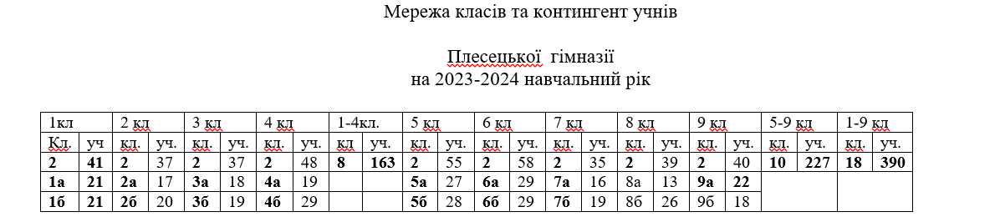 Мережа класів та контингент учнів
Плесецької гімназії
на 2023-2024 навчальний рік
1кл 2 кл 3 кл 4 кл 1-4кл. 5 кл 6 кл 7 кл 8 кл 9 кл 5-9 кл 1-9 кл
Кл. уч кл. уч. кл. уч. кл. уч. кл уч. кл. уч. кл. уч. кл. уч. кл. уч. кл. уч. кл. уч. кл. уч.
2 41 2 37 2 37 2 48 8 163 2 55 2 58 2 35 2 39 2 40 10 227 18 390
1а 21 2а 17 3а 18 4а 19 5а 27 6а 29 7а 16 8а 13 9а 22
1б 21 2б 20 3б 19 4б 29 5б 28 6б 29 7б 19 8б 26 9б 18